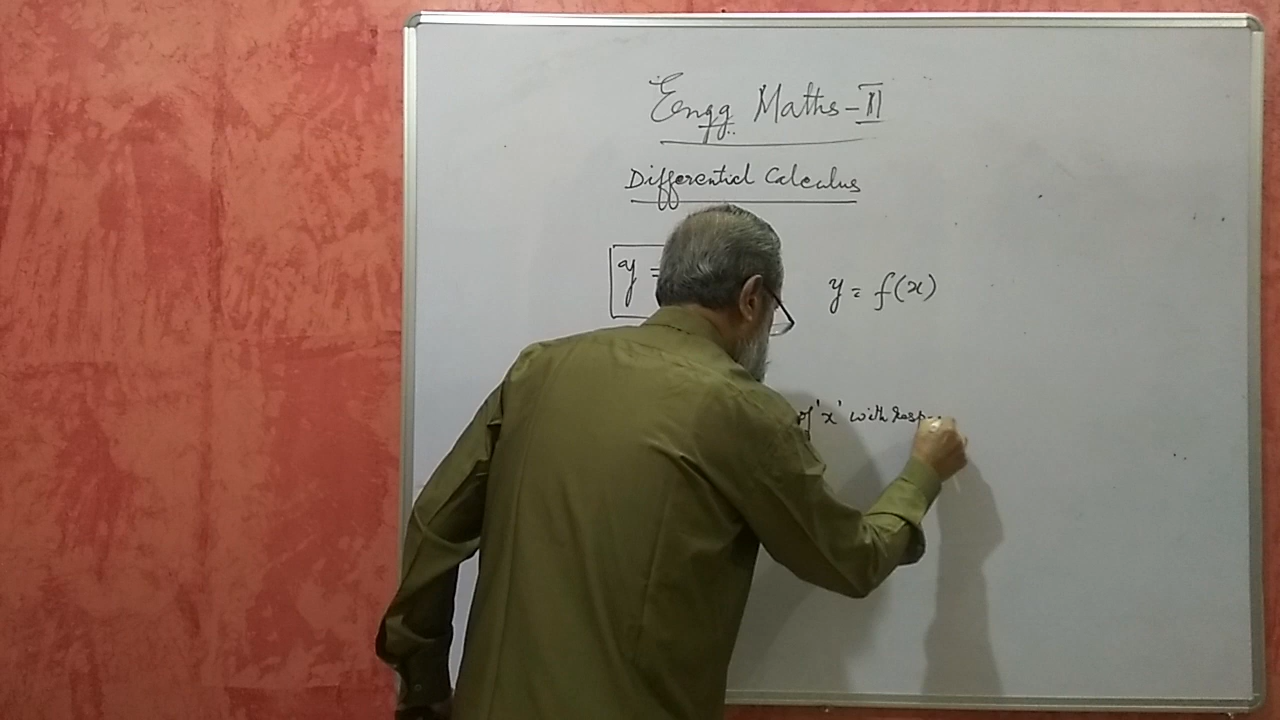 Engg Maths-II
Differential Calculus
y =
y = f(x)
of 'x' with resp